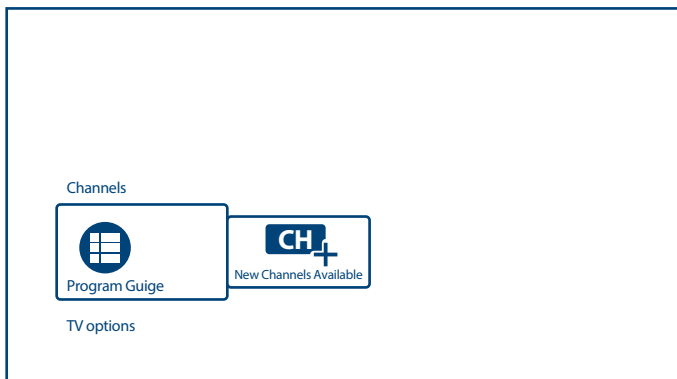 Channels
CH
New Channels Available
Program Guige
TV options